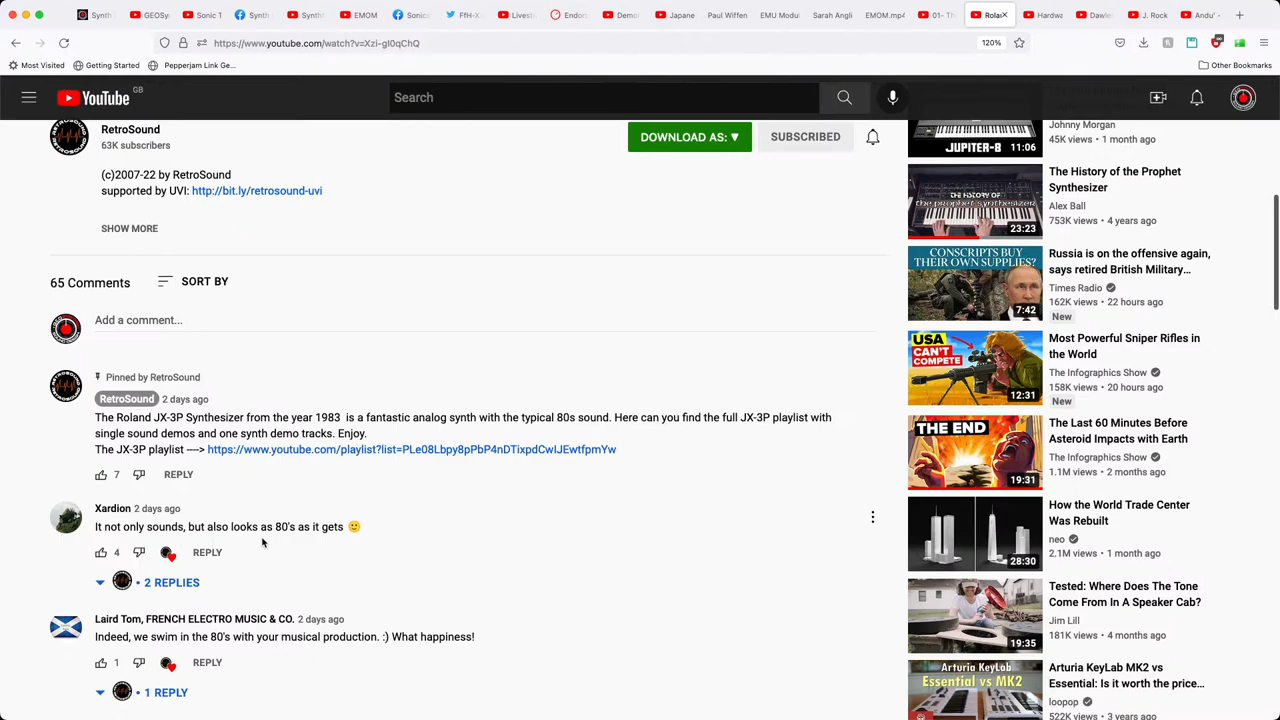 Synth
GEOSyn
Sonic T
Synth
Synth
EMOM
Sonics
FfH-X
Livest
Endor
Demor
Japane
Paul Wiffen
EMU Modul
Sarah Angli
EMOM.mp4
01- Th
Rola
Hardwa
Dawle
J. Rock
Andu'
https://www.youtube.com/watch?v=Xzi-gI0qChQ
120%
Most Visited
Getting Started
Pepperjam Link Ge...
Other Bookmarks
YouTube GB
Search
RetroSound
63K subscribers
DOWNLOAD AS: ▼
SUBSCRIBED
(c)2007-22 by RetroSound
supported by UVI: http://bit.ly/retrosound-uvi
SHOW MORE
65 Comments
SORT BY
Add a comment...
Pinned by RetroSound
RetroSound 2 days ago
The Roland JX-3P Synthesizer from the year 1983 is a fantastic analog synth with the typical 80s sound. Here can you find the full JX-3P playlist with
single sound demos and one synth demo tracks. Enjoy.
The JX-3P playlist ----> https://www.youtube.com/playlist?list=PLe08Lbpy8pPbP4nDTixpdCwIJEwtfpmYw
7 REPLY
Xardion 2 days ago
It not only sounds, but also looks as 80's as it gets 🙂
4 REPLY
• 2 REPLIES
Laird Tom, FRENCH ELECTRO MUSIC & CO. 2 days ago
Indeed, we swim in the 80's with your musical production. :) What happiness!
1 REPLY
• 1 REPLY
JUPITER-8
11:06
Johnny Morgan
45K views • 1 month ago
THE HISTORY OF
the prophet synthesizer
23:23
The History of the Prophet
Synthesizer
Alex Ball
753K views • 4 years ago
CONSCRIPTS BUY
THEIR OWN SUPPLIES?
7:42
Russia is on the offensive again,
says retired British Military...
Times Radio
162K views • 22 hours ago
New
USA
CAN'T
COMPETE
12:31
Most Powerful Sniper Rifles in
the World
The Infographics Show
158K views • 20 hours ago
New
THE END
19:31
The Last 60 Minutes Before
Asteroid Impacts with Earth
The Infographics Show
1.1M views • 2 months ago
28:30
How the World Trade Center
Was Rebuilt
neo
2.1M views • 1 month ago
19:35
Tested: Where Does The Tone
Come From In A Speaker Cab?
Jim Lill
181K views • 4 months ago
Arturia KeyLab
Essential vs MK2
Arturia KeyLab MK2 vs
Essential: Is it worth the price...
loopop
522K views • 3 years ago